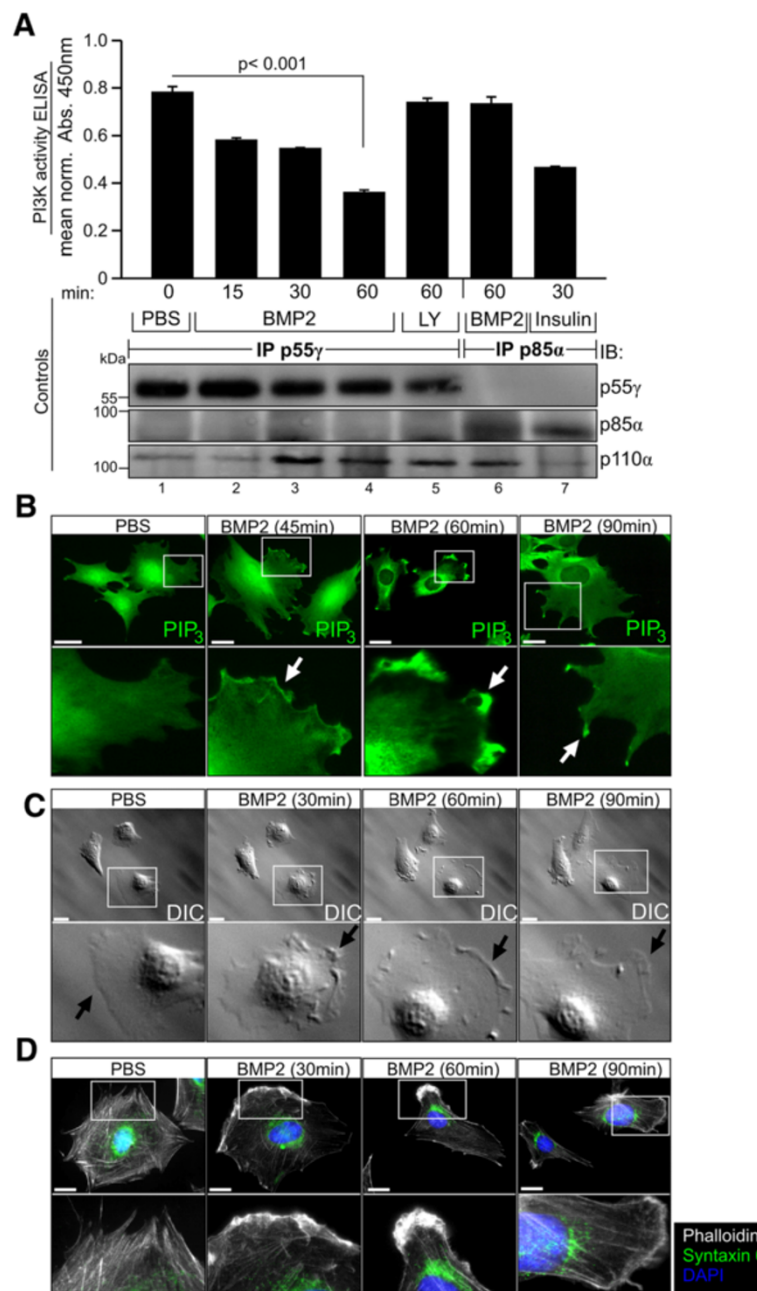 A
PI3K activity ELISA
mean norm. Abs. 450nm
1.0
0.8
0.6
0.4
0.2
0
p< 0.001
min: 0 15 30 60 60 60 30
PBS BMP2 LY BMP2 Insulin
IP p55γ IP p85α IB:
Controls
kDa
55 p55γ
100 p85α
100 p110α
1 2 3 4 5 6 7
B
PBS BMP2 (45min) BMP2 (60min) BMP2 (90min)
PIP3 PIP3 PIP3 PIP3
C
PBS BMP2 (30min) BMP2 (60min) BMP2 (90min)
DIC DIC DIC DIC
D
PBS BMP2 (30min) BMP2 (60min) BMP2 (90min)
Phalloidin
Syntaxin
DAPI